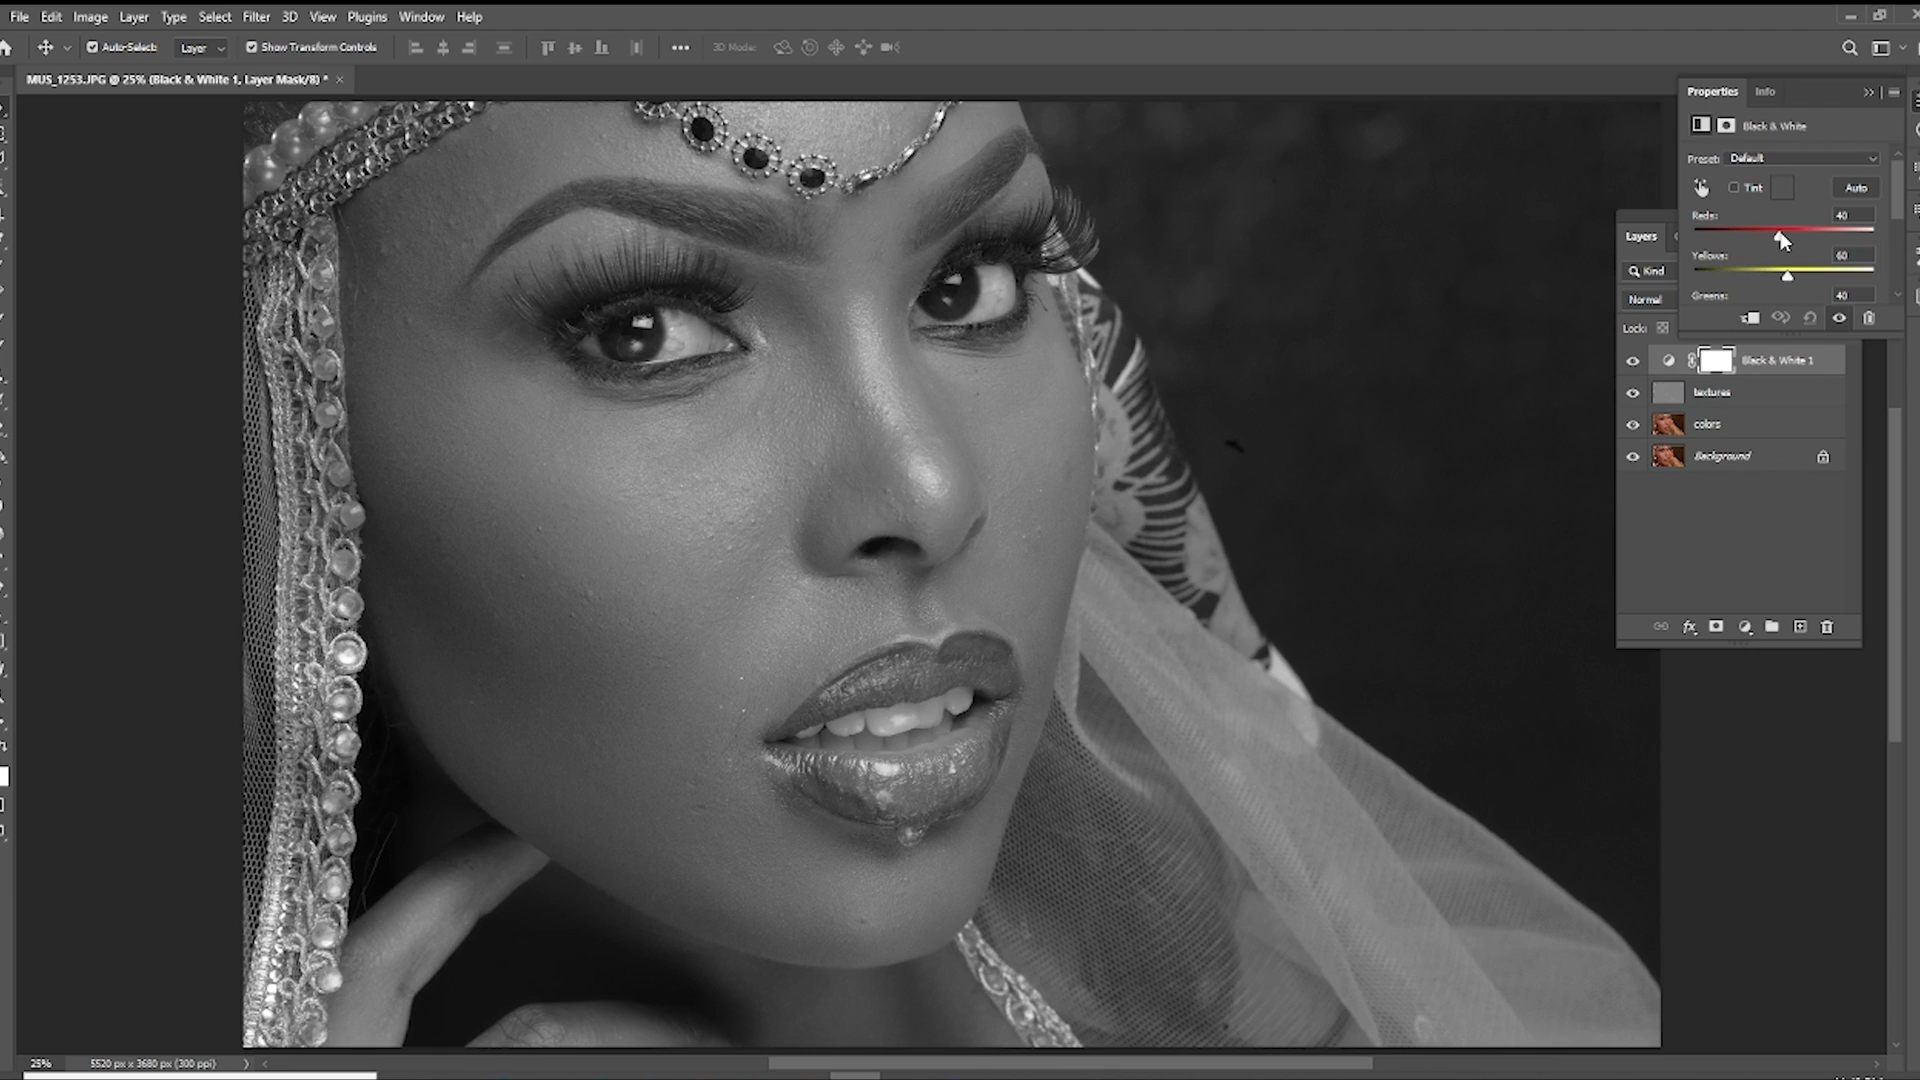 File Edit Image Layer Type Select Filter 3D View Plugins Window Help
Auto-Select: Layer Show Transform Controls 3D Mode:
MUS_1253.JPG @ 25% (Black & White 1, Layer Mask/8) * ×
Properties Info
Black & White
Preset: Default
Tint Auto
Reds: 40
Yellows: 60
Greens: 40
Layers
Kind
Normal
Lock:
Black & White 1
textures
colors
Background
fx
25% 5520 px x 3680 px (300 ppi)